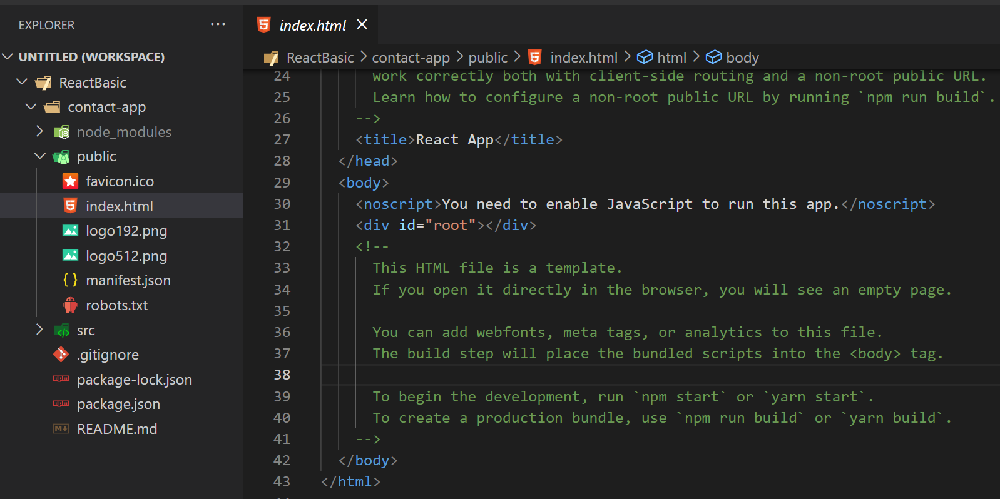 EXPLORER
UNTITLED (WORKSPACE)
ReactBasic
contact-app
node_modules
public
favicon.ico
index.html
logo192.png
logo512.png
manifest.json
robots.txt
src
.gitignore
package-lock.json
package.json
README.md
index.html
ReactBasic > contact-app > public > index.html > html > body
24 work correctly both with client-side routing and a non-root public URL.
25 Learn how to configure a non-root public URL by running `npm run build`.
26 -->
27 <title>React App</title>
28 </head>
29 <body>
30 <noscript>You need to enable JavaScript to run this app.</noscript>
31 <div id="root"></div>
32 <!--
33 This HTML file is a template.
34 If you open it directly in the browser, you will see an empty page.
35
36 You can add webfonts, meta tags, or analytics to this file.
37 The build step will place the bundled scripts into the <body> tag.
38
39 To begin the development, run `npm start` or `yarn start`.
40 To create a production bundle, use `npm run build` or `yarn build`.
41 -->
42 </body>
43 </html>